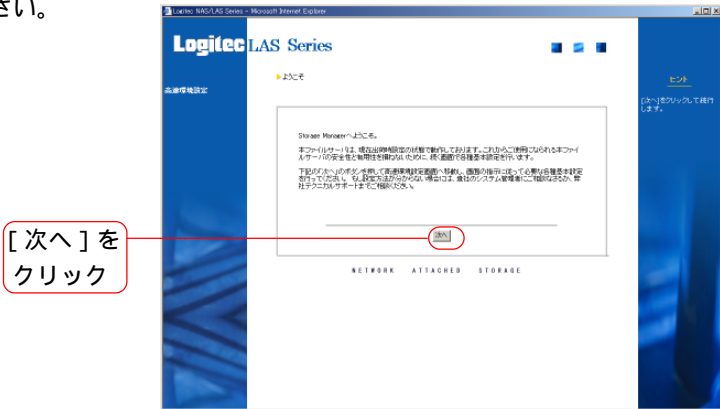 さい。
Logitec NAS/LAS Series - Microsoft Internet Explorer
Logitec LAS Series
▶ようこそ
高速環境設定
ヒント
[次へ]をクリックして続行
します。
Storage Managerへようこそ。
本ファイルサーバは、現在出荷時設定の状態で動作しております。これからご使用になられる本ファイ
ルサーバの安全性と有用性を損わないために、続く画面で各種基本設定を行います。
下記の「次へ」のボタンを押して高速環境設定画面へ移動し、画面の指示に従って必要な各種基本設定
を行ってください。 もし設定方法が分からない場合には、貴社のシステム管理者にご相談なさるか、弊
社テクニカルサポートまでご相談ください。
次へ
[ 次へ ] を
クリック
NETWORK ATTACHED STORAGE